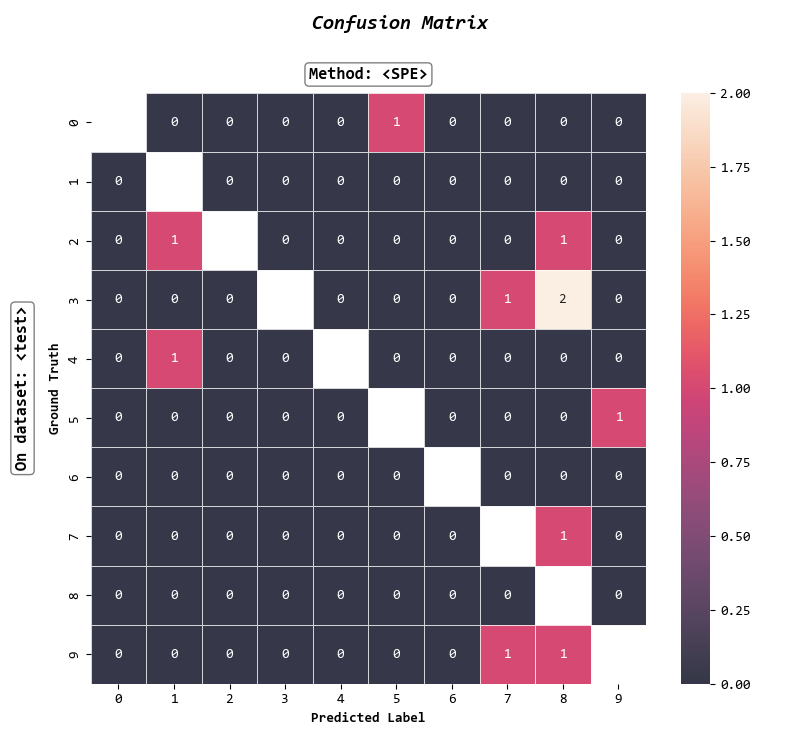 Confusion Matrix
Method: <SPE>
0 0 0 0 0 1 0 0 0 0
1 0 0 0 0 0 0 0 0 0
2 0 1 0 0 0 0 0 1 0
3 0 0 0 0 0 0 1 2 0
4 0 1 0 0 0 0 0 0 0
5 0 0 0 0 0 0 0 0 1
6 0 0 0 0 0 0 0 0 0
7 0 0 0 0 0 0 0 1 0
8 0 0 0 0 0 0 0 0 0
9 0 0 0 0 0 0 0 1 1
0 1 2 3 4 5 6 7 8 9
Predicted Label
Ground Truth
On dataset: <test>
2.00
1.75
1.50
1.25
1.00
0.75
0.50
0.25
0.00